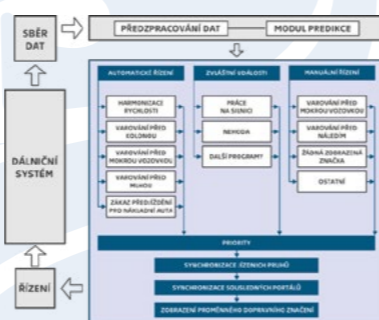 SBĚR
DAT
PŘEDZPRACOVÁNÍ DAT
MODUL PREDIKCE
DÁLNIČNÍ
SYSTÉM
ŘÍZENÍ
AUTOMATICKÉ ŘÍZENÍ
HARMONIZACE
RYCHLOSTI
VAROVÁNÍ PŘED
KOLONOU
VAROVÁNÍ PŘED
MOKROU VOZOVKOU
VAROVÁNÍ PŘED
MLHOU
ZÁKAZ PŘEDJÍŽDĚNÍ
PRO NÁKLADNÍ AUTA
ZVLÁŠTNÍ UDÁLOSTI
PRÁCE
NA SILNICI
NEHODA
DALŠÍ PROGRAMY
MANUÁLNÍ ŘÍZENÍ
VAROVÁNÍ PŘED
MOKROU VOZOVKOU
VAROVÁNÍ PŘED
NÁLEDÍM
ŽÁDNÁ ZOBRAZENÁ
ZNAČKA
OSTATNÍ
PRIORITY
SYNCHRONIZACE JÍZDNÍCH PRUHŮ
SYNCHRONIZACE SOUSLEDNÝCH PORTÁLŮ
ZOBRAZENÍ PROMĚNNÉHO DOPRAVNÍHO ZNAČENÍ